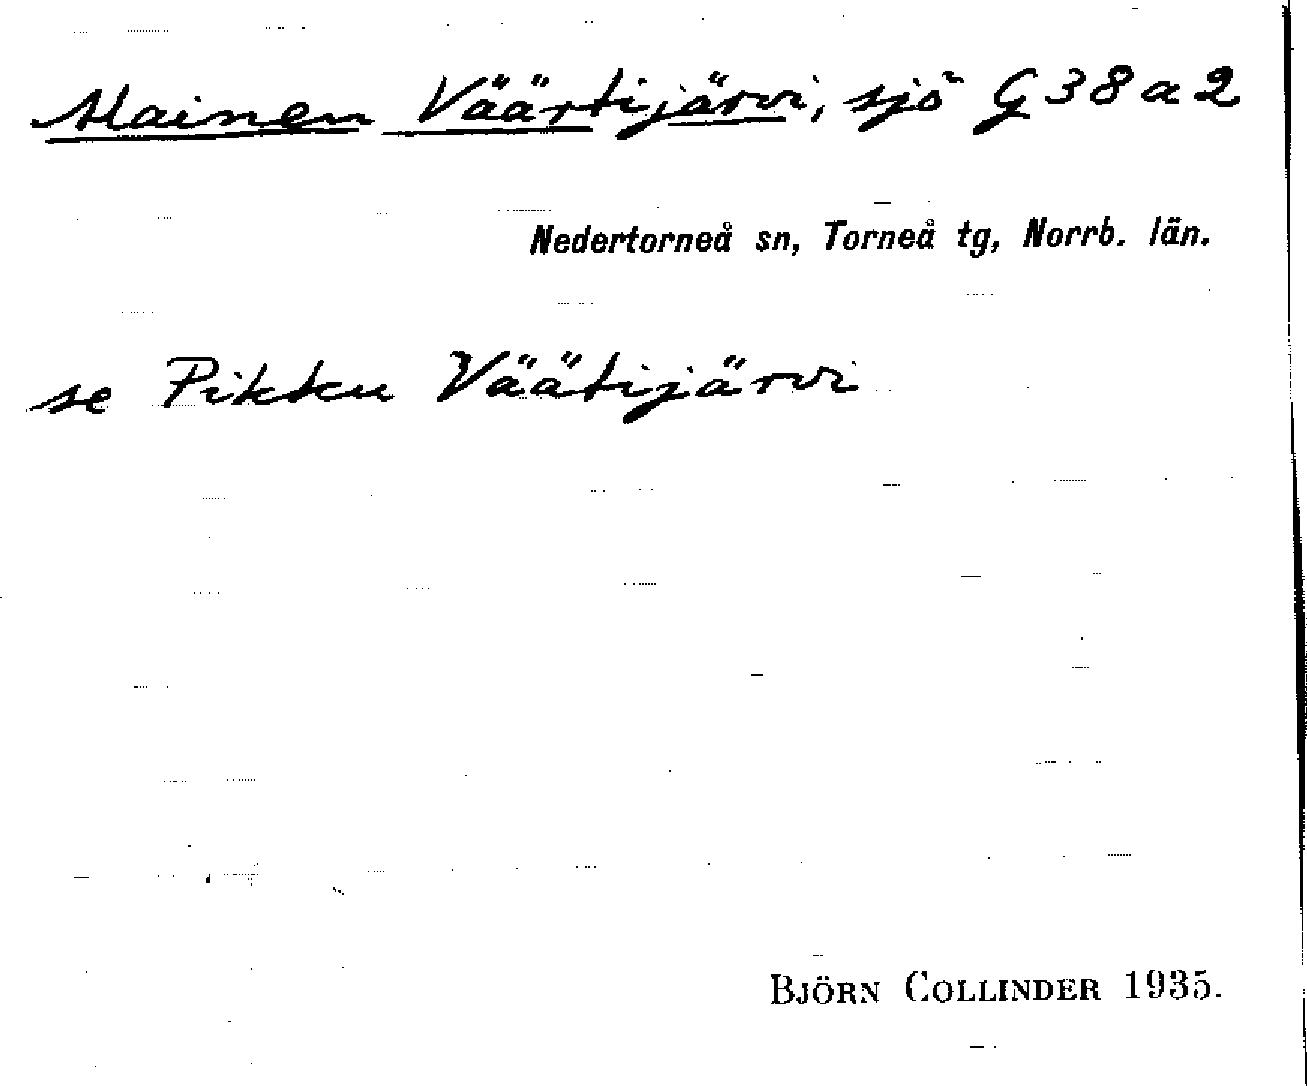 Alainen Väärtijärvi, sjö G 38 a 2
Nedertorneå sn, Torneå tg, Norrb. län.
se Pikku Väätijärvi
BJÖRN COLLINDER 1935.